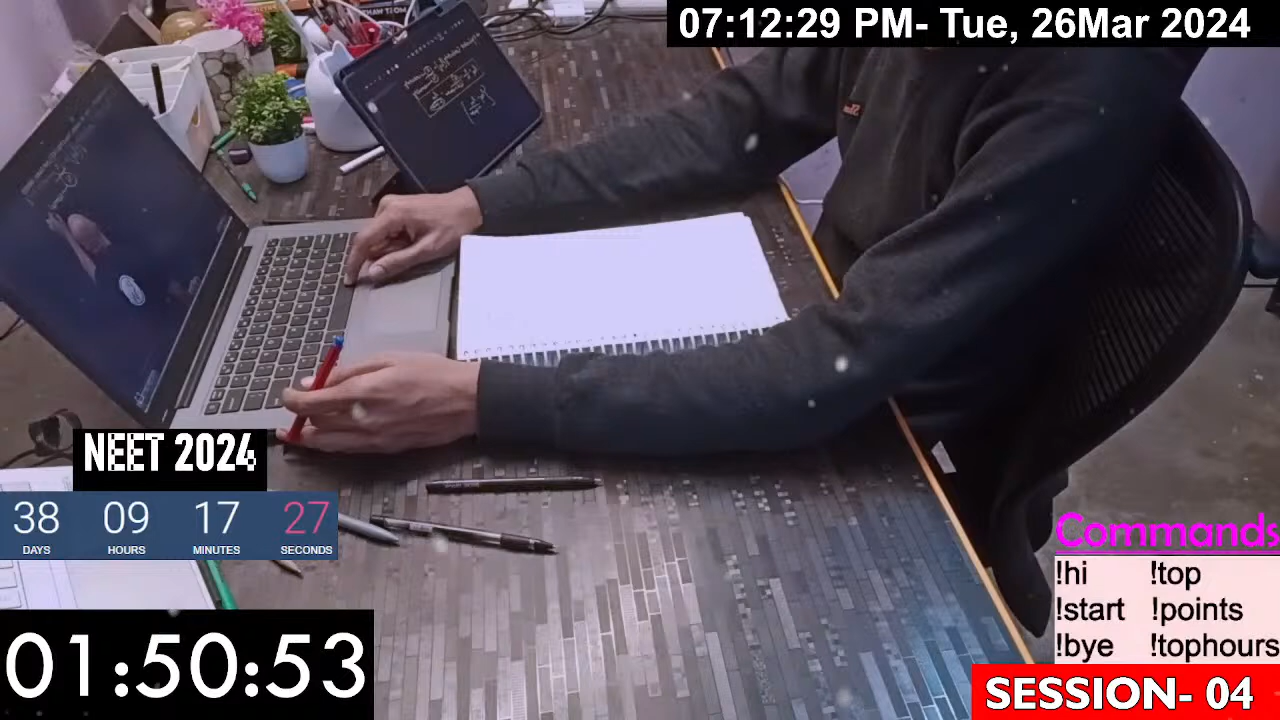 07:12:29 PM- Tue, 26Mar 2024
NEET 2024
38 09 17 27
DAYS HOURS MINUTES SECONDS
01:50:53
Commands
!hi !top
!start !points
!bye !tophours
SESSION- 04